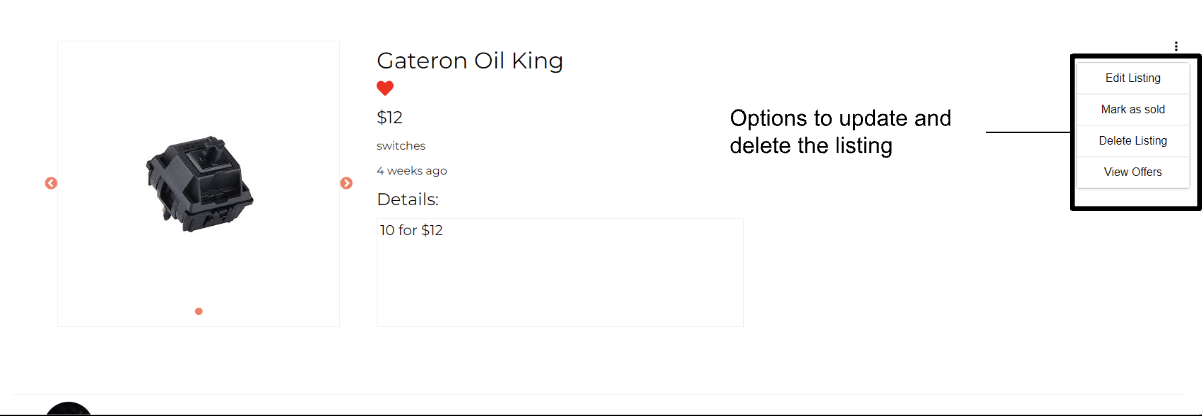 Gateron Oil King
$12
switches
4 weeks ago
Details:
10 for $12
Options to update and
delete the listing
Edit Listing
Mark as sold
Delete Listing
View Offers